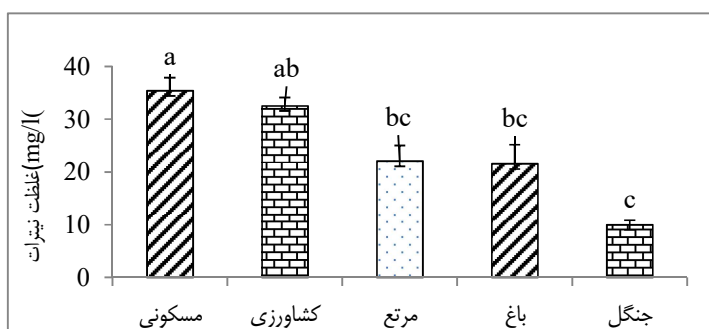 a
ab
bc
bc
c
40
30
20
10
0
غلظت نیترات(mg/l)
مسکونی
کشاورزی
مرتع
باغ
جنگل